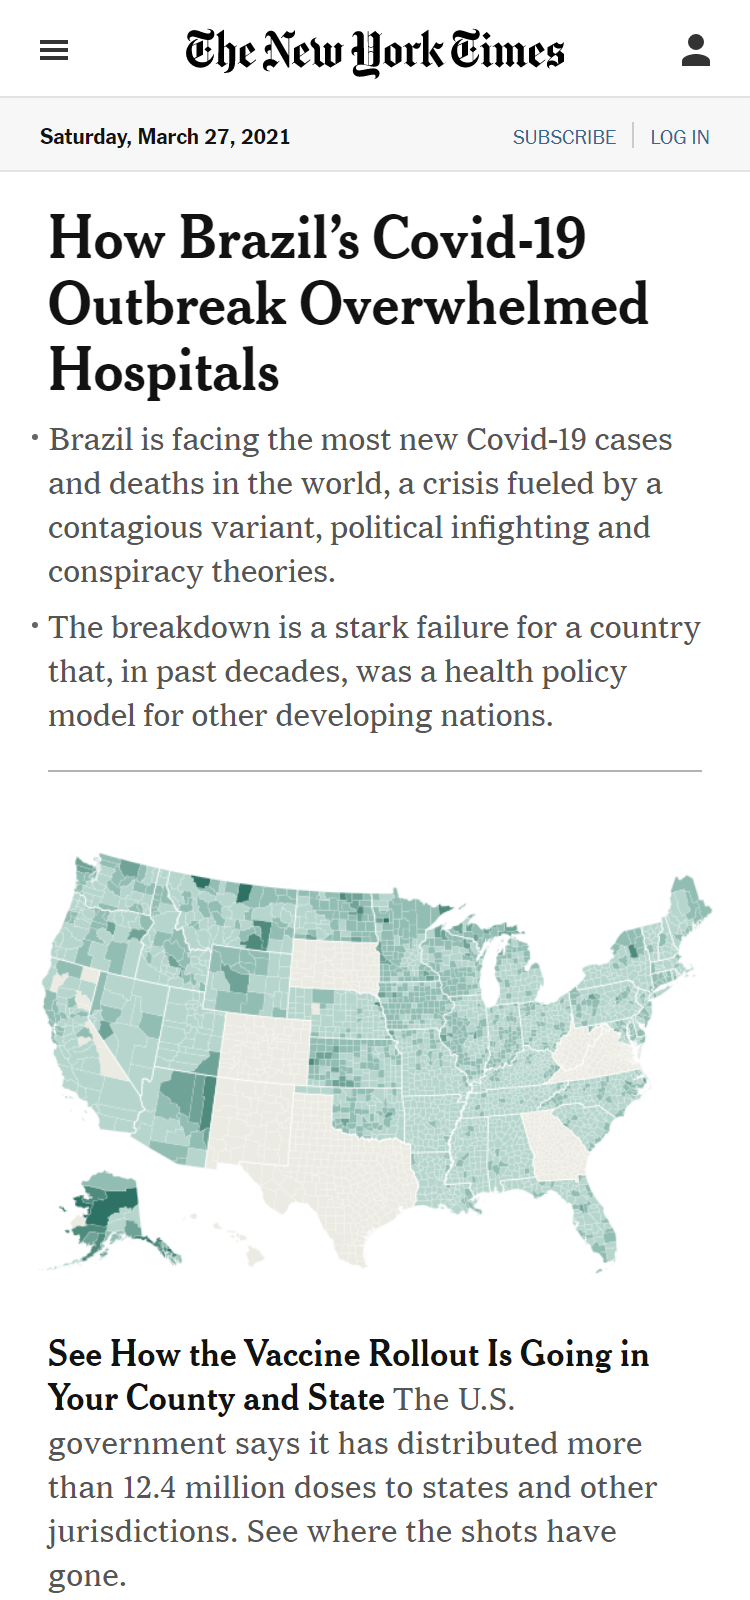 The New York Times
Saturday, March 27, 2021
SUBSCRIBE
LOG IN
How Brazil’s Covid-19
Outbreak Overwhelmed
Hospitals
• Brazil is facing the most new Covid-19 cases
and deaths in the world, a crisis fueled by a
contagious variant, political infighting and
conspiracy theories.
• The breakdown is a stark failure for a country
that, in past decades, was a health policy
model for other developing nations.
See How the Vaccine Rollout Is Going in
Your County and State The U.S.
government says it has distributed more
than 12.4 million doses to states and other
jurisdictions. See where the shots have
gone.